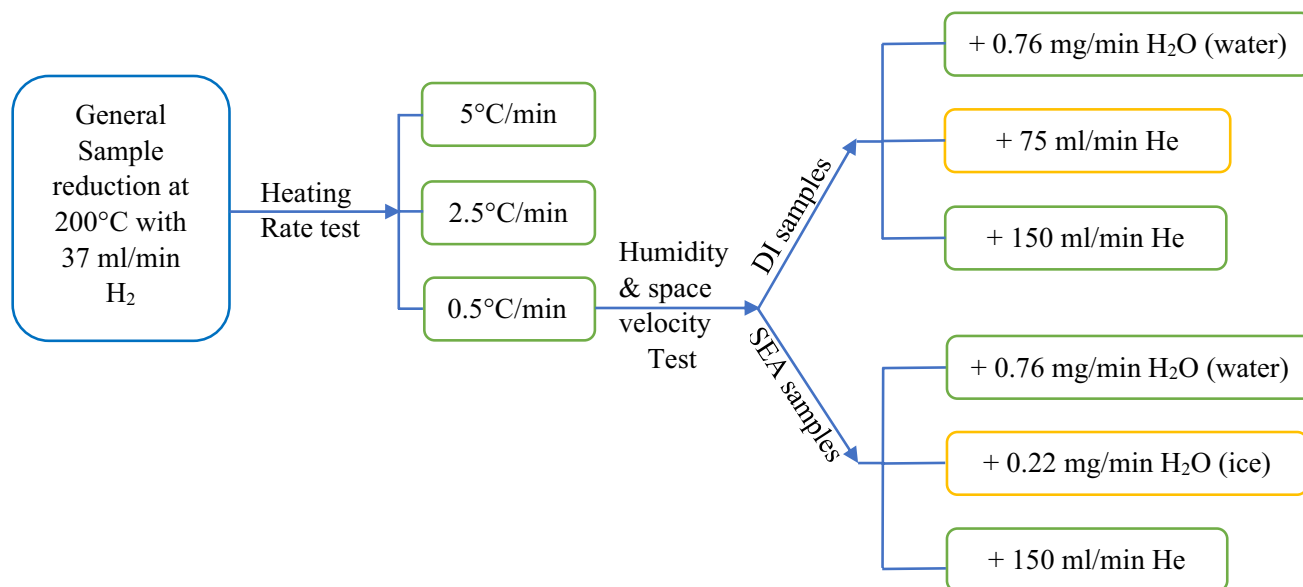 General
Sample
reduction at
200°C with
37 ml/min
H₂
Heating
Rate test
5°C/min
2.5°C/min
0.5°C/min
Humidity
& space
velocity
Test
DI samples
+ 0.76 mg/min H₂O (water)
+ 75 ml/min He
+ 150 ml/min He
SEA samples
+ 0.76 mg/min H₂O (water)
+ 0.22 mg/min H₂O (ice)
+ 150 ml/min He